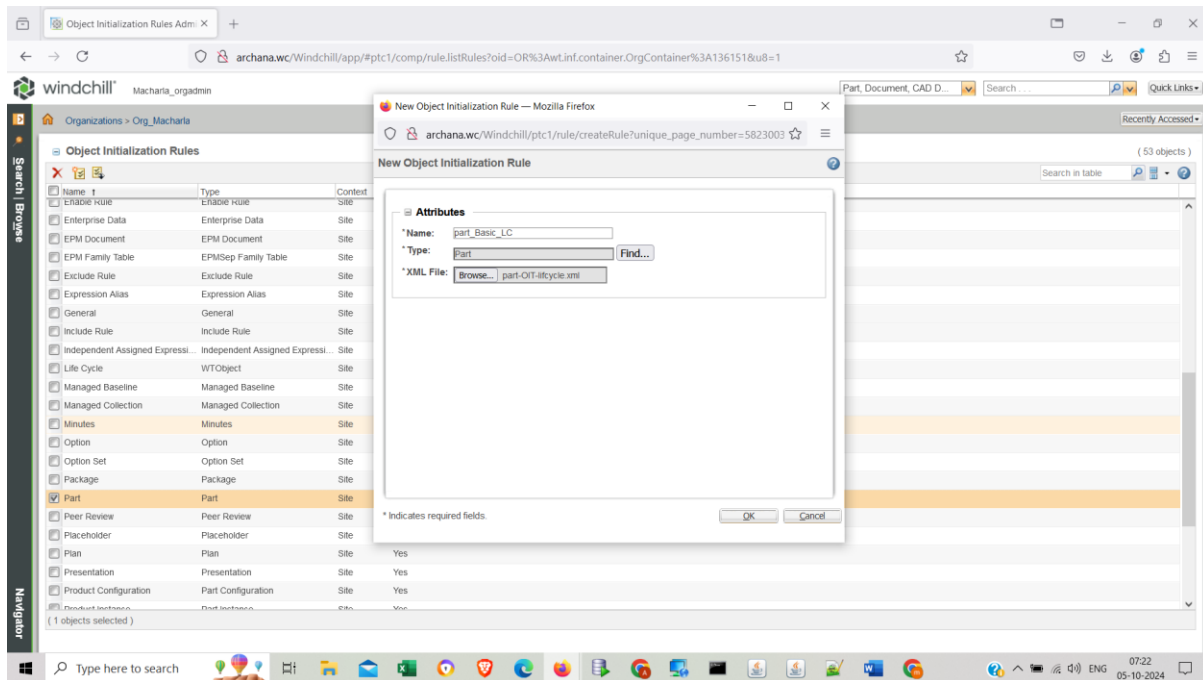 Object Initialization Rules Admi
archana.wc/Windchill/app/#ptc1/comp/rule.listRules?oid=OR%3Awt.inf.container.OrgContainer%3A136151&u8=1
windchill Macharla_orgadmin
Part, Document, CAD D... Search . . . Quick Links
Organizations > Org_Macharla
Recently Accessed
Object Initialization Rules
( 53 objects )
Search in table
Name Type Context
Enable Rule Enable Rule Site
Enterprise Data Enterprise Data Site
EPM Document EPM Document Site
EPM Family Table EPMSep Family Table Site
Exclude Rule Exclude Rule Site
Expression Alias Expression Alias Site
General General Site
Include Rule Include Rule Site
Independent Assigned Expressi... Independent Assigned Expressi... Site
Life Cycle WTObject Site
Managed Baseline Managed Baseline Site
Managed Collection Managed Collection Site
Minutes Minutes Site
Option Option Site
Option Set Option Set Site
Package Package Site
Part Part Site
Peer Review Peer Review Site
Placeholder Placeholder Site
Plan Plan Site Yes
Presentation Presentation Site Yes
Product Configuration Part Configuration Site Yes
Product Instance Part Instance Site Yes
( 1 objects selected )
Search | Browse
Navigator
New Object Initialization Rule — Mozilla Firefox
archana.wc/Windchill/ptc1/rule/createRule?unique_page_number=5823003
New Object Initialization Rule
Attributes
*Name: part_Basic_LC
*Type: Part Find...
*XML File: Browse... part-OIT-lifcycle.xml
* Indicates required fields.
OK Cancel
Type here to search
ENG
07:22
05-10-2024